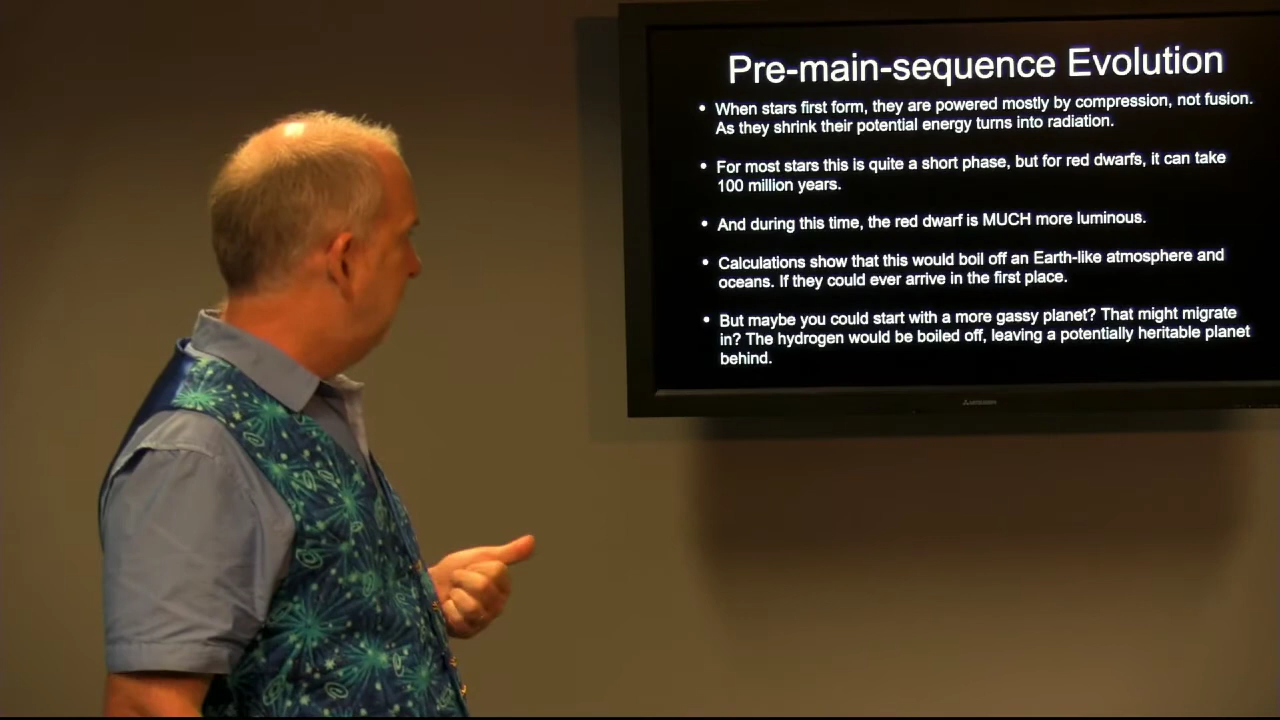 Pre-main-sequence Evolution
• When stars first form, they are powered mostly by compression, not fusion.
As they shrink their potential energy turns into radiation.
• For most stars this is quite a short phase, but for red dwarfs, it can take
100 million years.
• And during this time, the red dwarf is MUCH more luminous.
• Calculations show that this would boil off an Earth-like atmosphere and
oceans. If they could ever arrive in the first place.
• But maybe you could start with a more gassy planet? That might migrate
in? The hydrogen would be boiled off, leaving a potentially heritable planet
behind.
MITSUBISHI